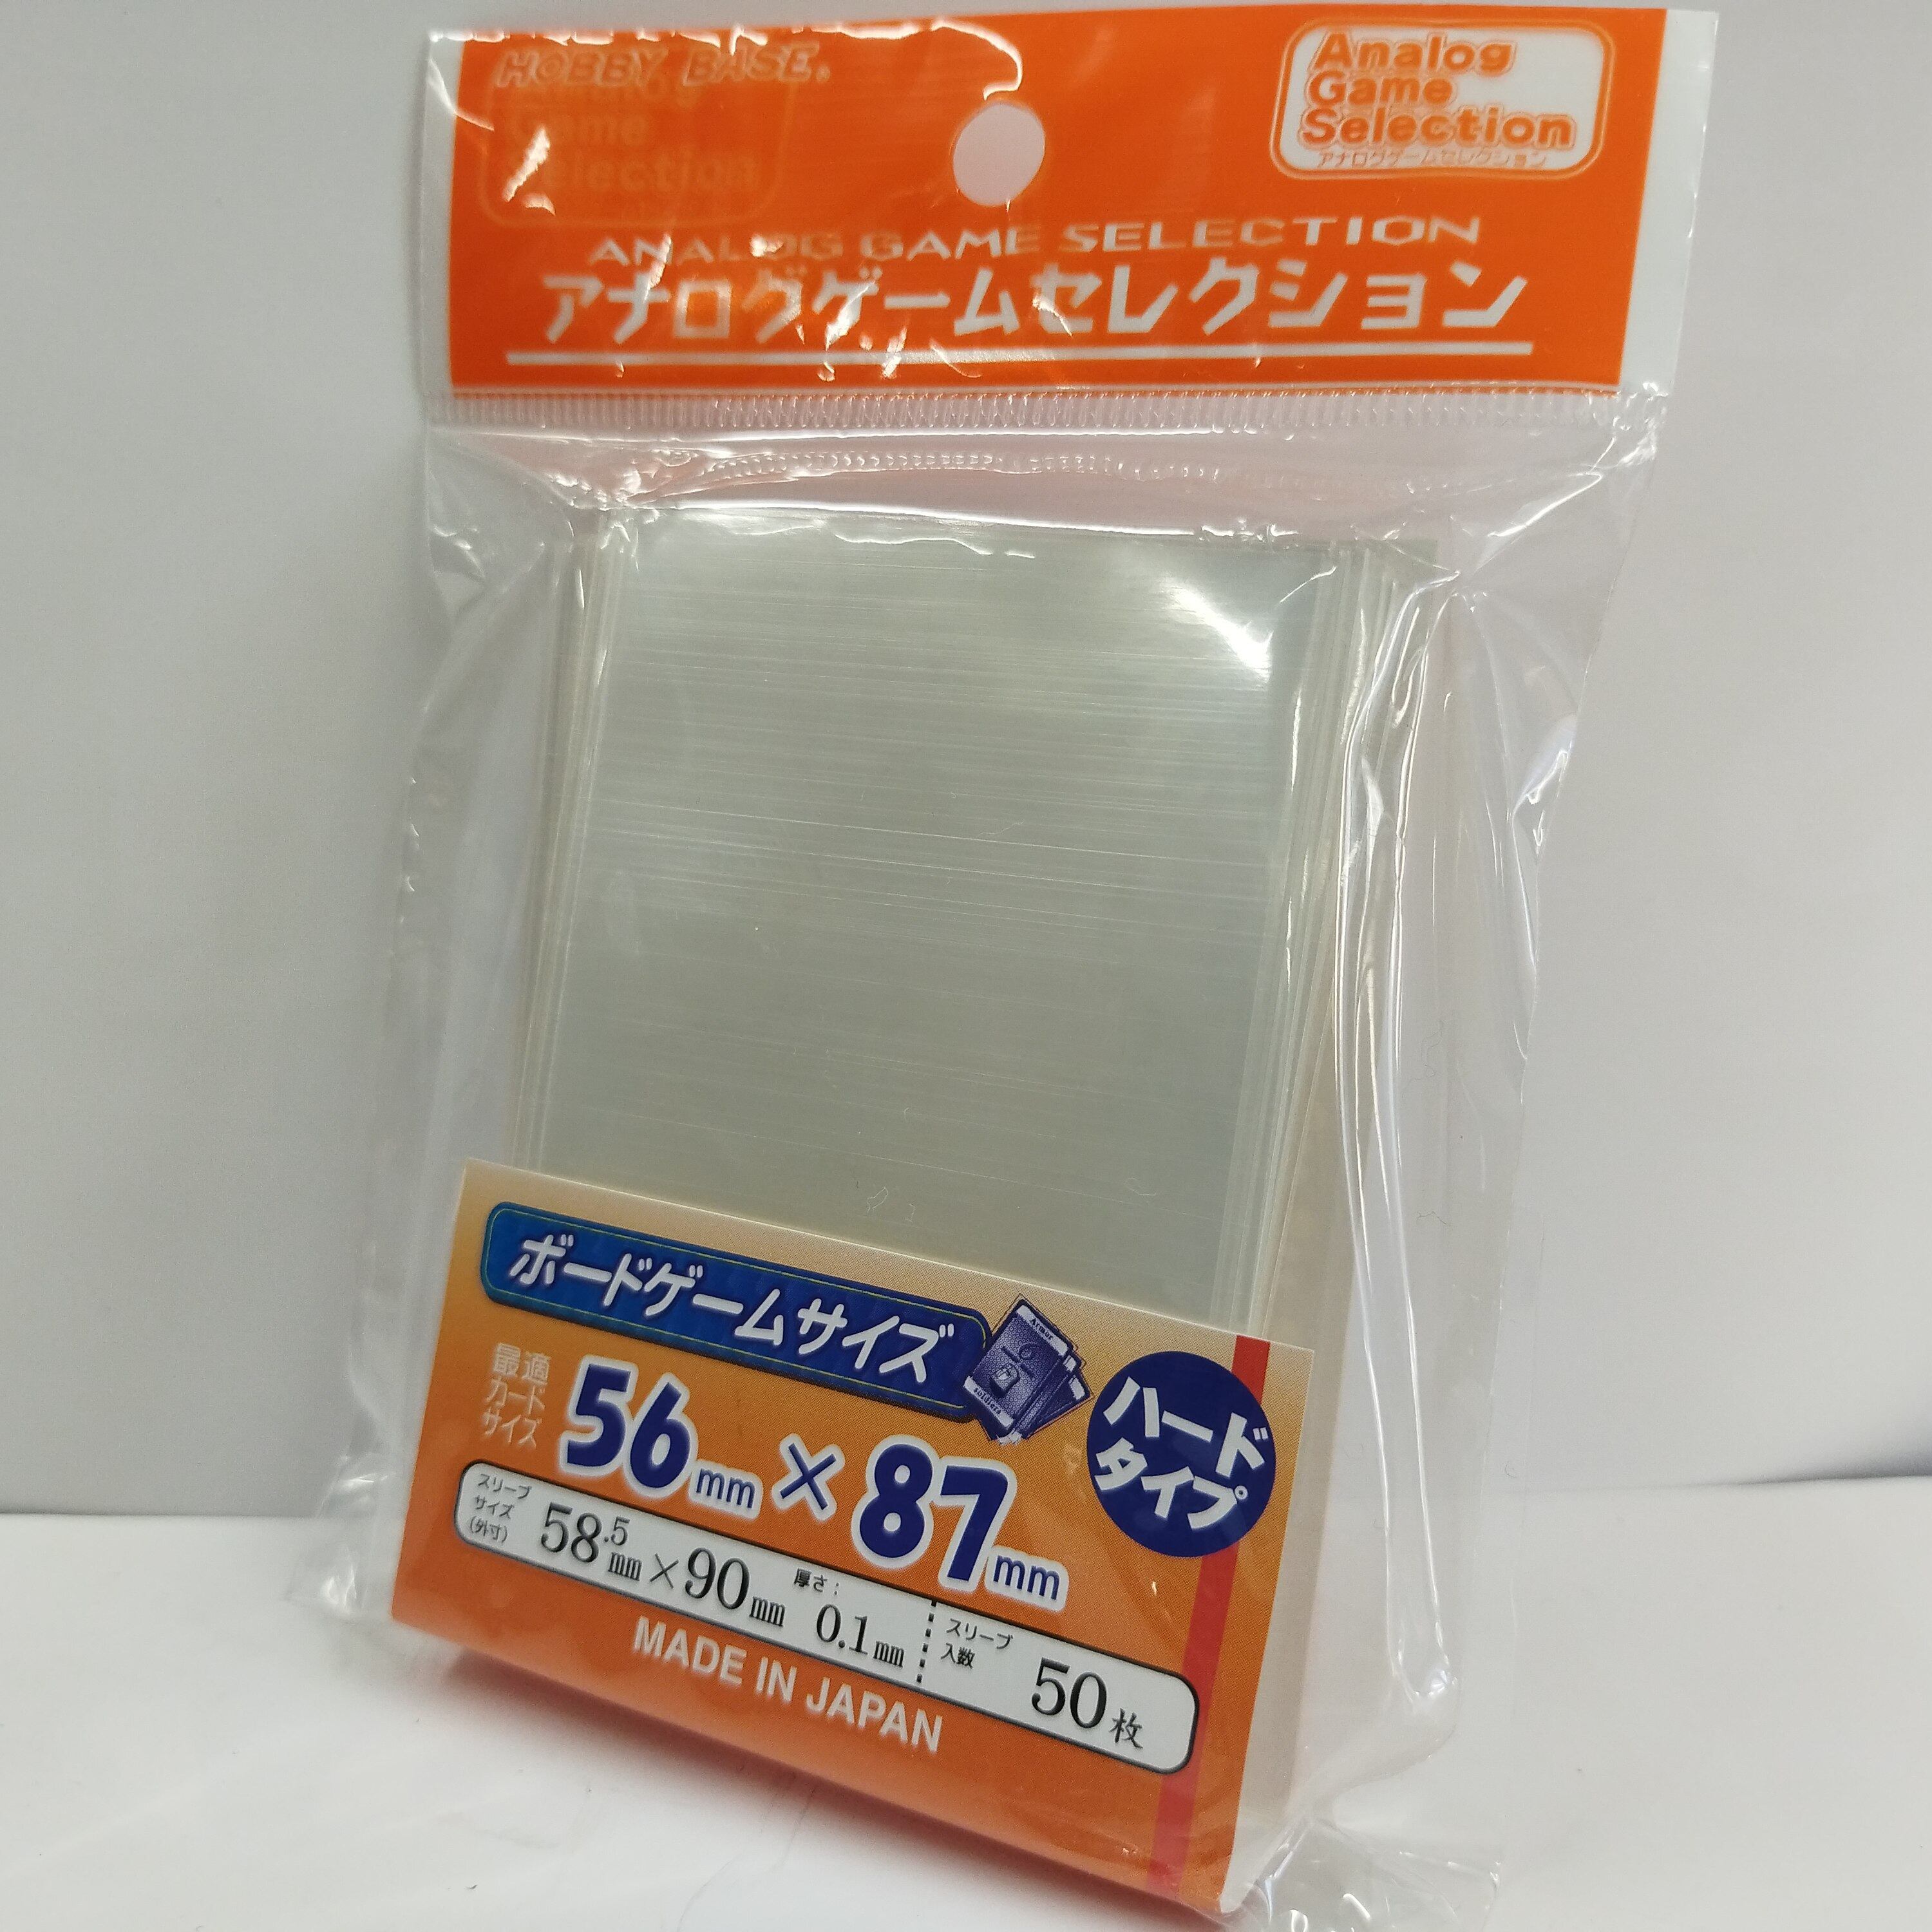 HOBBY BASE®
Analog
Game
Selection
アナログゲームセレクション
ANALOG GAME SELECTION
アナログゲームセレクション
ボードゲームサイズ
Armor
soldiers
ハード
タイプ
最適
カード
サイズ
56mm×87mm
スリーブ
サイズ
(外寸)
58.5mm×90mm
厚さ:
0.1mm
スリーブ
入数
50枚
MADE IN JAPAN